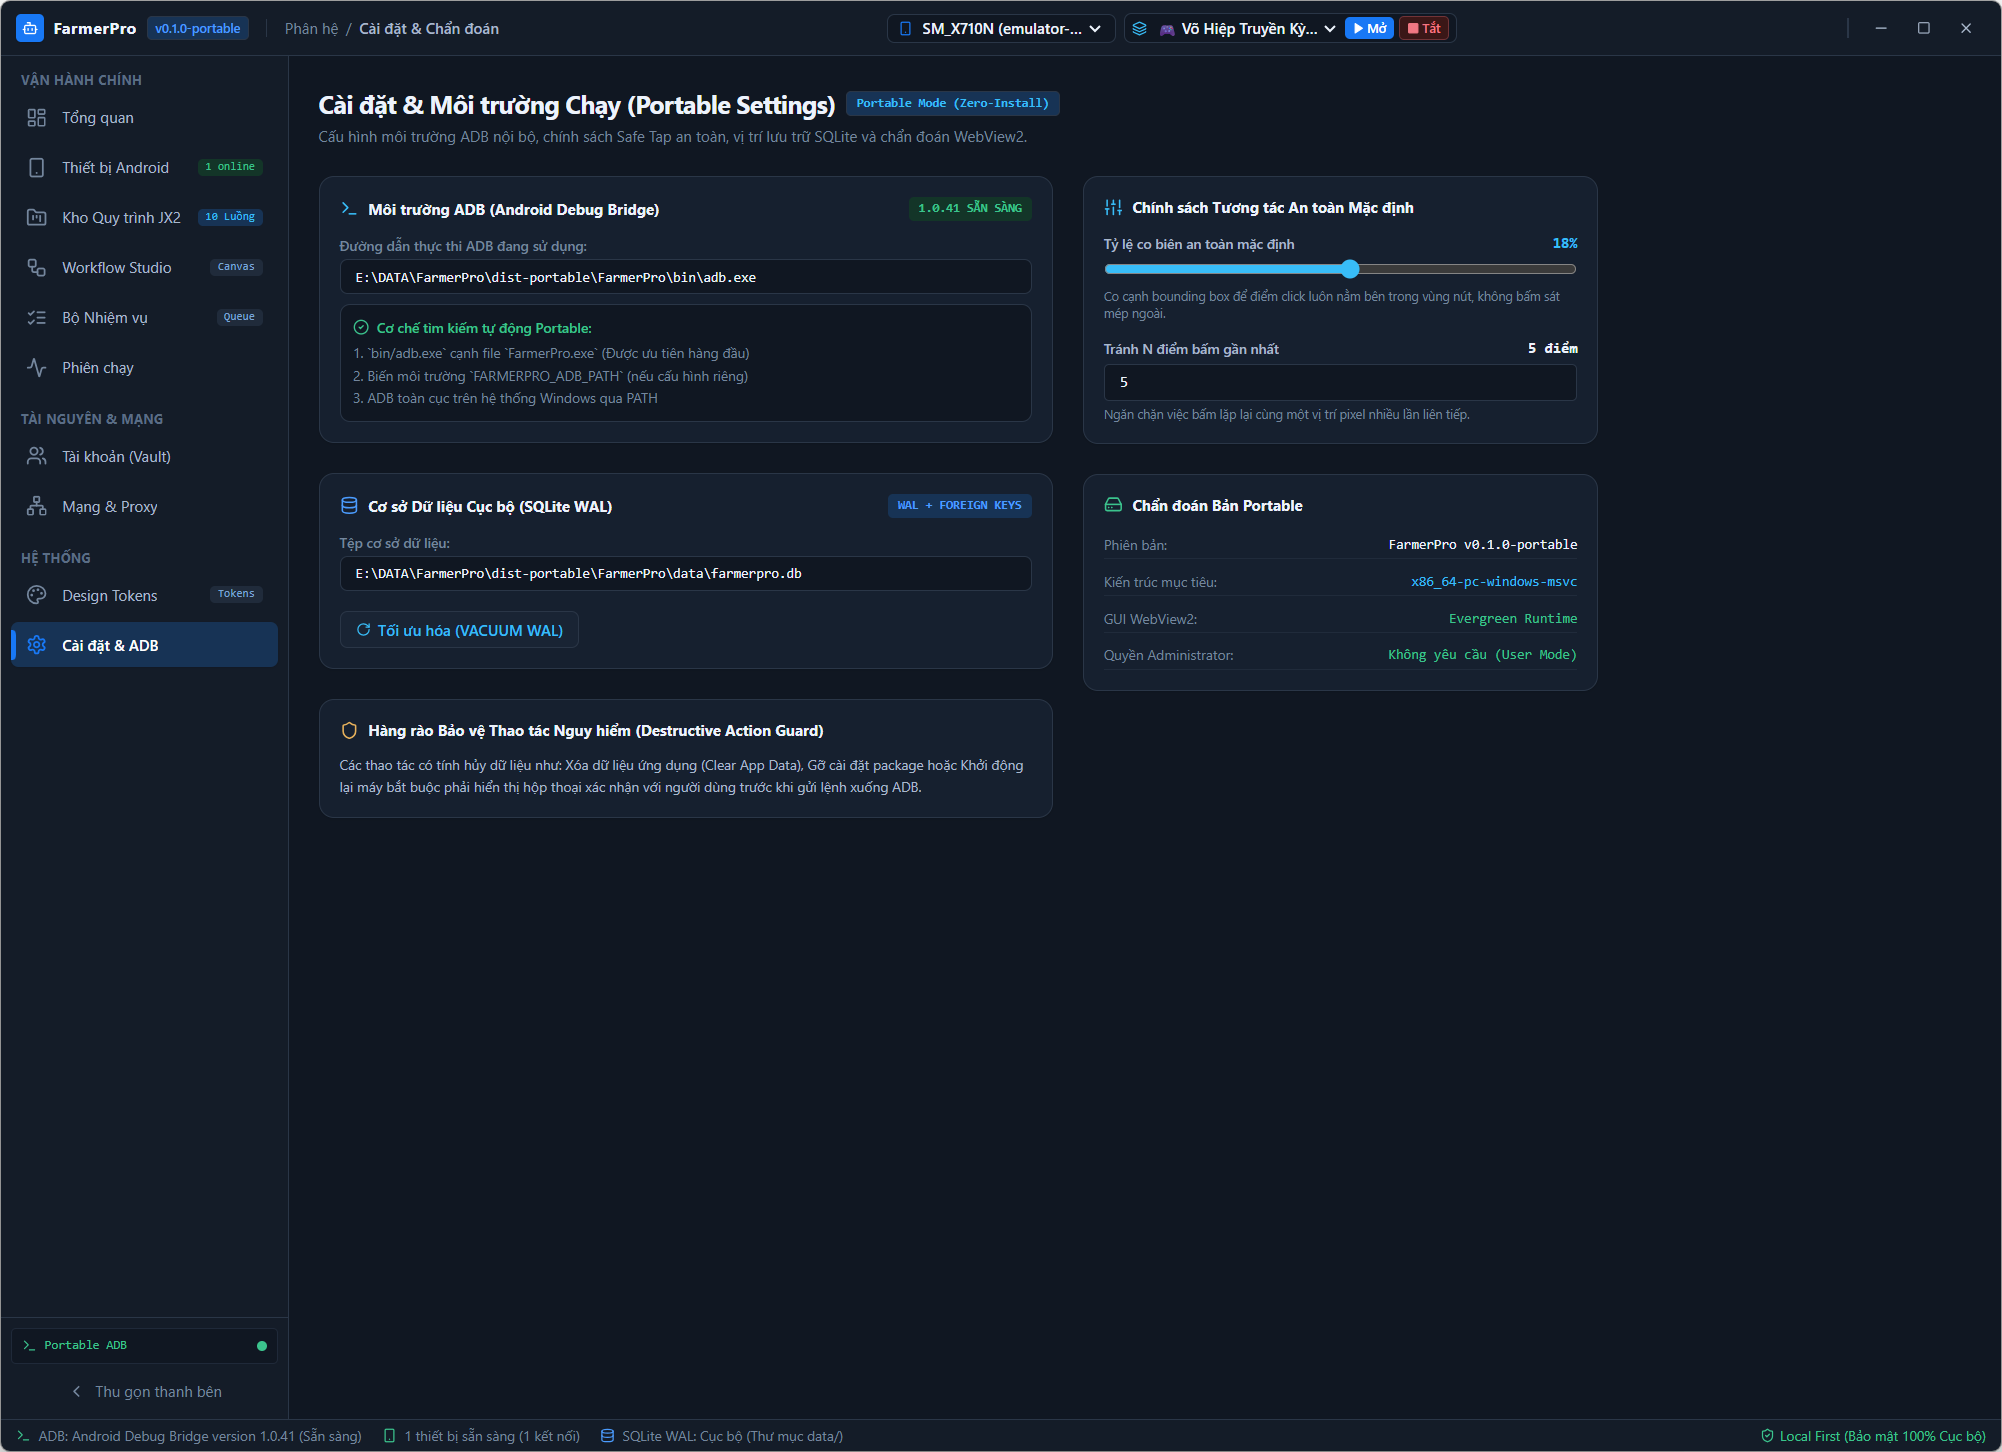 FarmerPro v0.1.0-portable Phân hệ / Cài đặt & Chẩn đoán SM_X710N (emulator-... Võ Hiệp Truyền Kỳ... Mở Tắt
VẬN HÀNH CHÍNH
Tổng quan
Thiết bị Android 1 online
Kho Quy trình JX2 10 Luồng
Workflow Studio Canvas
Bộ Nhiệm vụ Queue
Phiên chạy
TÀI NGUYÊN & MẠNG
Tài khoản (Vault)
Mạng & Proxy
HỆ THỐNG
Design Tokens Tokens
Cài đặt & ADB
Portable ADB
Thu gọn thanh bên
Cài đặt & Môi trường Chạy (Portable Settings) Portable Mode (Zero-Install)
Cấu hình môi trường ADB nội bộ, chính sách Safe Tap an toàn, vị trí lưu trữ SQLite và chẩn đoán WebView2.
Môi trường ADB (Android Debug Bridge) 1.0.41 SẴN SÀNG
Đường dẫn thực thi ADB đang sử dụng:
E:\DATA\FarmerPro\dist-portable\FarmerPro\bin\adb.exe
Cơ chế tìm kiếm tự động Portable:
1. `bin/adb.exe` cạnh file `FarmerPro.exe` (Được ưu tiên hàng đầu)
2. Biến môi trường `FARMERPRO_ADB_PATH` (nếu cấu hình riêng)
3. ADB toàn cục trên hệ thống Windows qua PATH
Cơ sở Dữ liệu Cục bộ (SQLite WAL) WAL + FOREIGN KEYS
Tệp cơ sở dữ liệu:
E:\DATA\FarmerPro\dist-portable\FarmerPro\data\farmerpro.db
Tối ưu hóa (VACUUM WAL)
Hàng rào Bảo vệ Thao tác Nguy hiểm (Destructive Action Guard)
Các thao tác có tính hủy dữ liệu như: Xóa dữ liệu ứng dụng (Clear App Data), Gỡ cài đặt package hoặc Khởi động
lại máy bắt buộc phải hiển thị hộp thoại xác nhận với người dùng trước khi gửi lệnh xuống ADB.
Chính sách Tương tác An toàn Mặc định
Tỷ lệ co biên an toàn mặc định 18%
Co cạnh bounding box để điểm click luôn nằm bên trong vùng nút, không bấm sát
mép ngoài.
Tránh N điểm bấm gần nhất 5 điểm
5
Ngăn chặn việc bấm lặp lại cùng một vị trí pixel nhiều lần liên tiếp.
Chẩn đoán Bản Portable
Phiên bản: FarmerPro v0.1.0-portable
Kiến trúc mục tiêu: x86_64-pc-windows-msvc
GUI WebView2: Evergreen Runtime
Quyền Administrator: Không yêu cầu (User Mode)
ADB: Android Debug Bridge version 1.0.41 (Sẵn sàng) 1 thiết bị sẵn sàng (1 kết nối) SQLite WAL: Cục bộ (Thư mục data/) Local First (Bảo mật 100% Cục bộ)